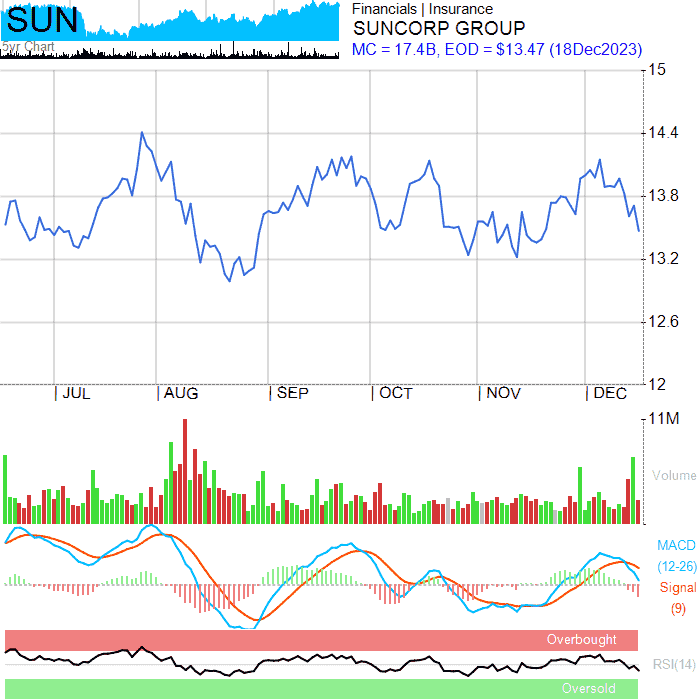 SUN
5yr Chart
Financials | Insurance
SUNCORP GROUP
MC = 17.4B, EOD = $13.47 (18Dec2023)
15
14.4
13.8
13.2
12.6
12
| JUL | AUG | SEP | OCT | NOV | DEC
11M
Volume
MACD
(12-26)
Signal
(9)
Overbought
RSI(14)
Oversold